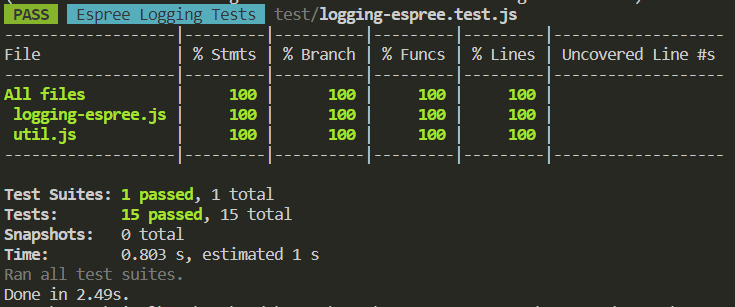 PASS Espree Logging Tests test/logging-espree.test.js
-------------------|---------|----------|---------|---------|-------------------
File               | % Stmts | % Branch | % Funcs | % Lines | Uncovered Line #s
-------------------|---------|----------|---------|---------|-------------------
All files          |     100 |      100 |     100 |     100 |
 logging-espree.js |     100 |      100 |     100 |     100 |
 util.js           |     100 |      100 |     100 |     100 |
-------------------|---------|----------|---------|---------|-------------------
Test Suites: 1 passed, 1 total
Tests:       15 passed, 15 total
Snapshots:   0 total
Time:        0.803 s, estimated 1 s
Ran all test suites.
Done in 2.49s.